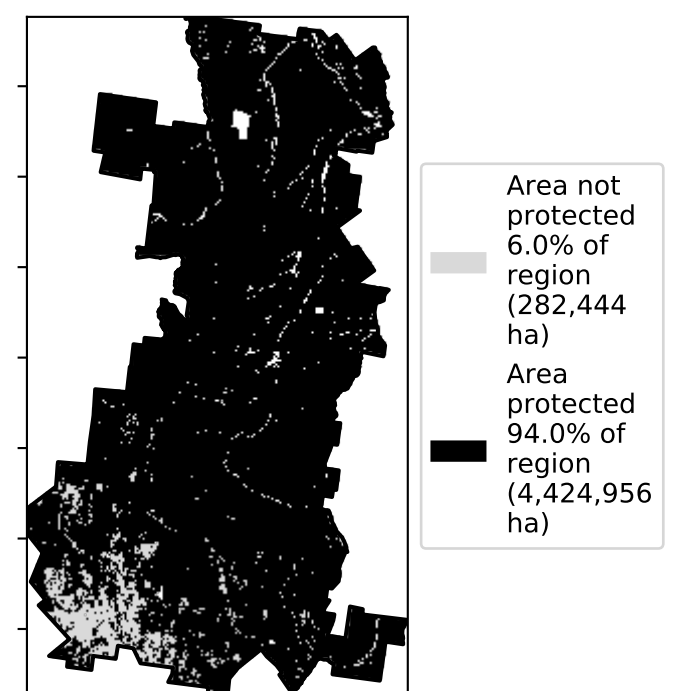 Area not
protected
6.0% of
region
(282,444
ha)
Area
protected
94.0% of
region
(4,424,956
ha)